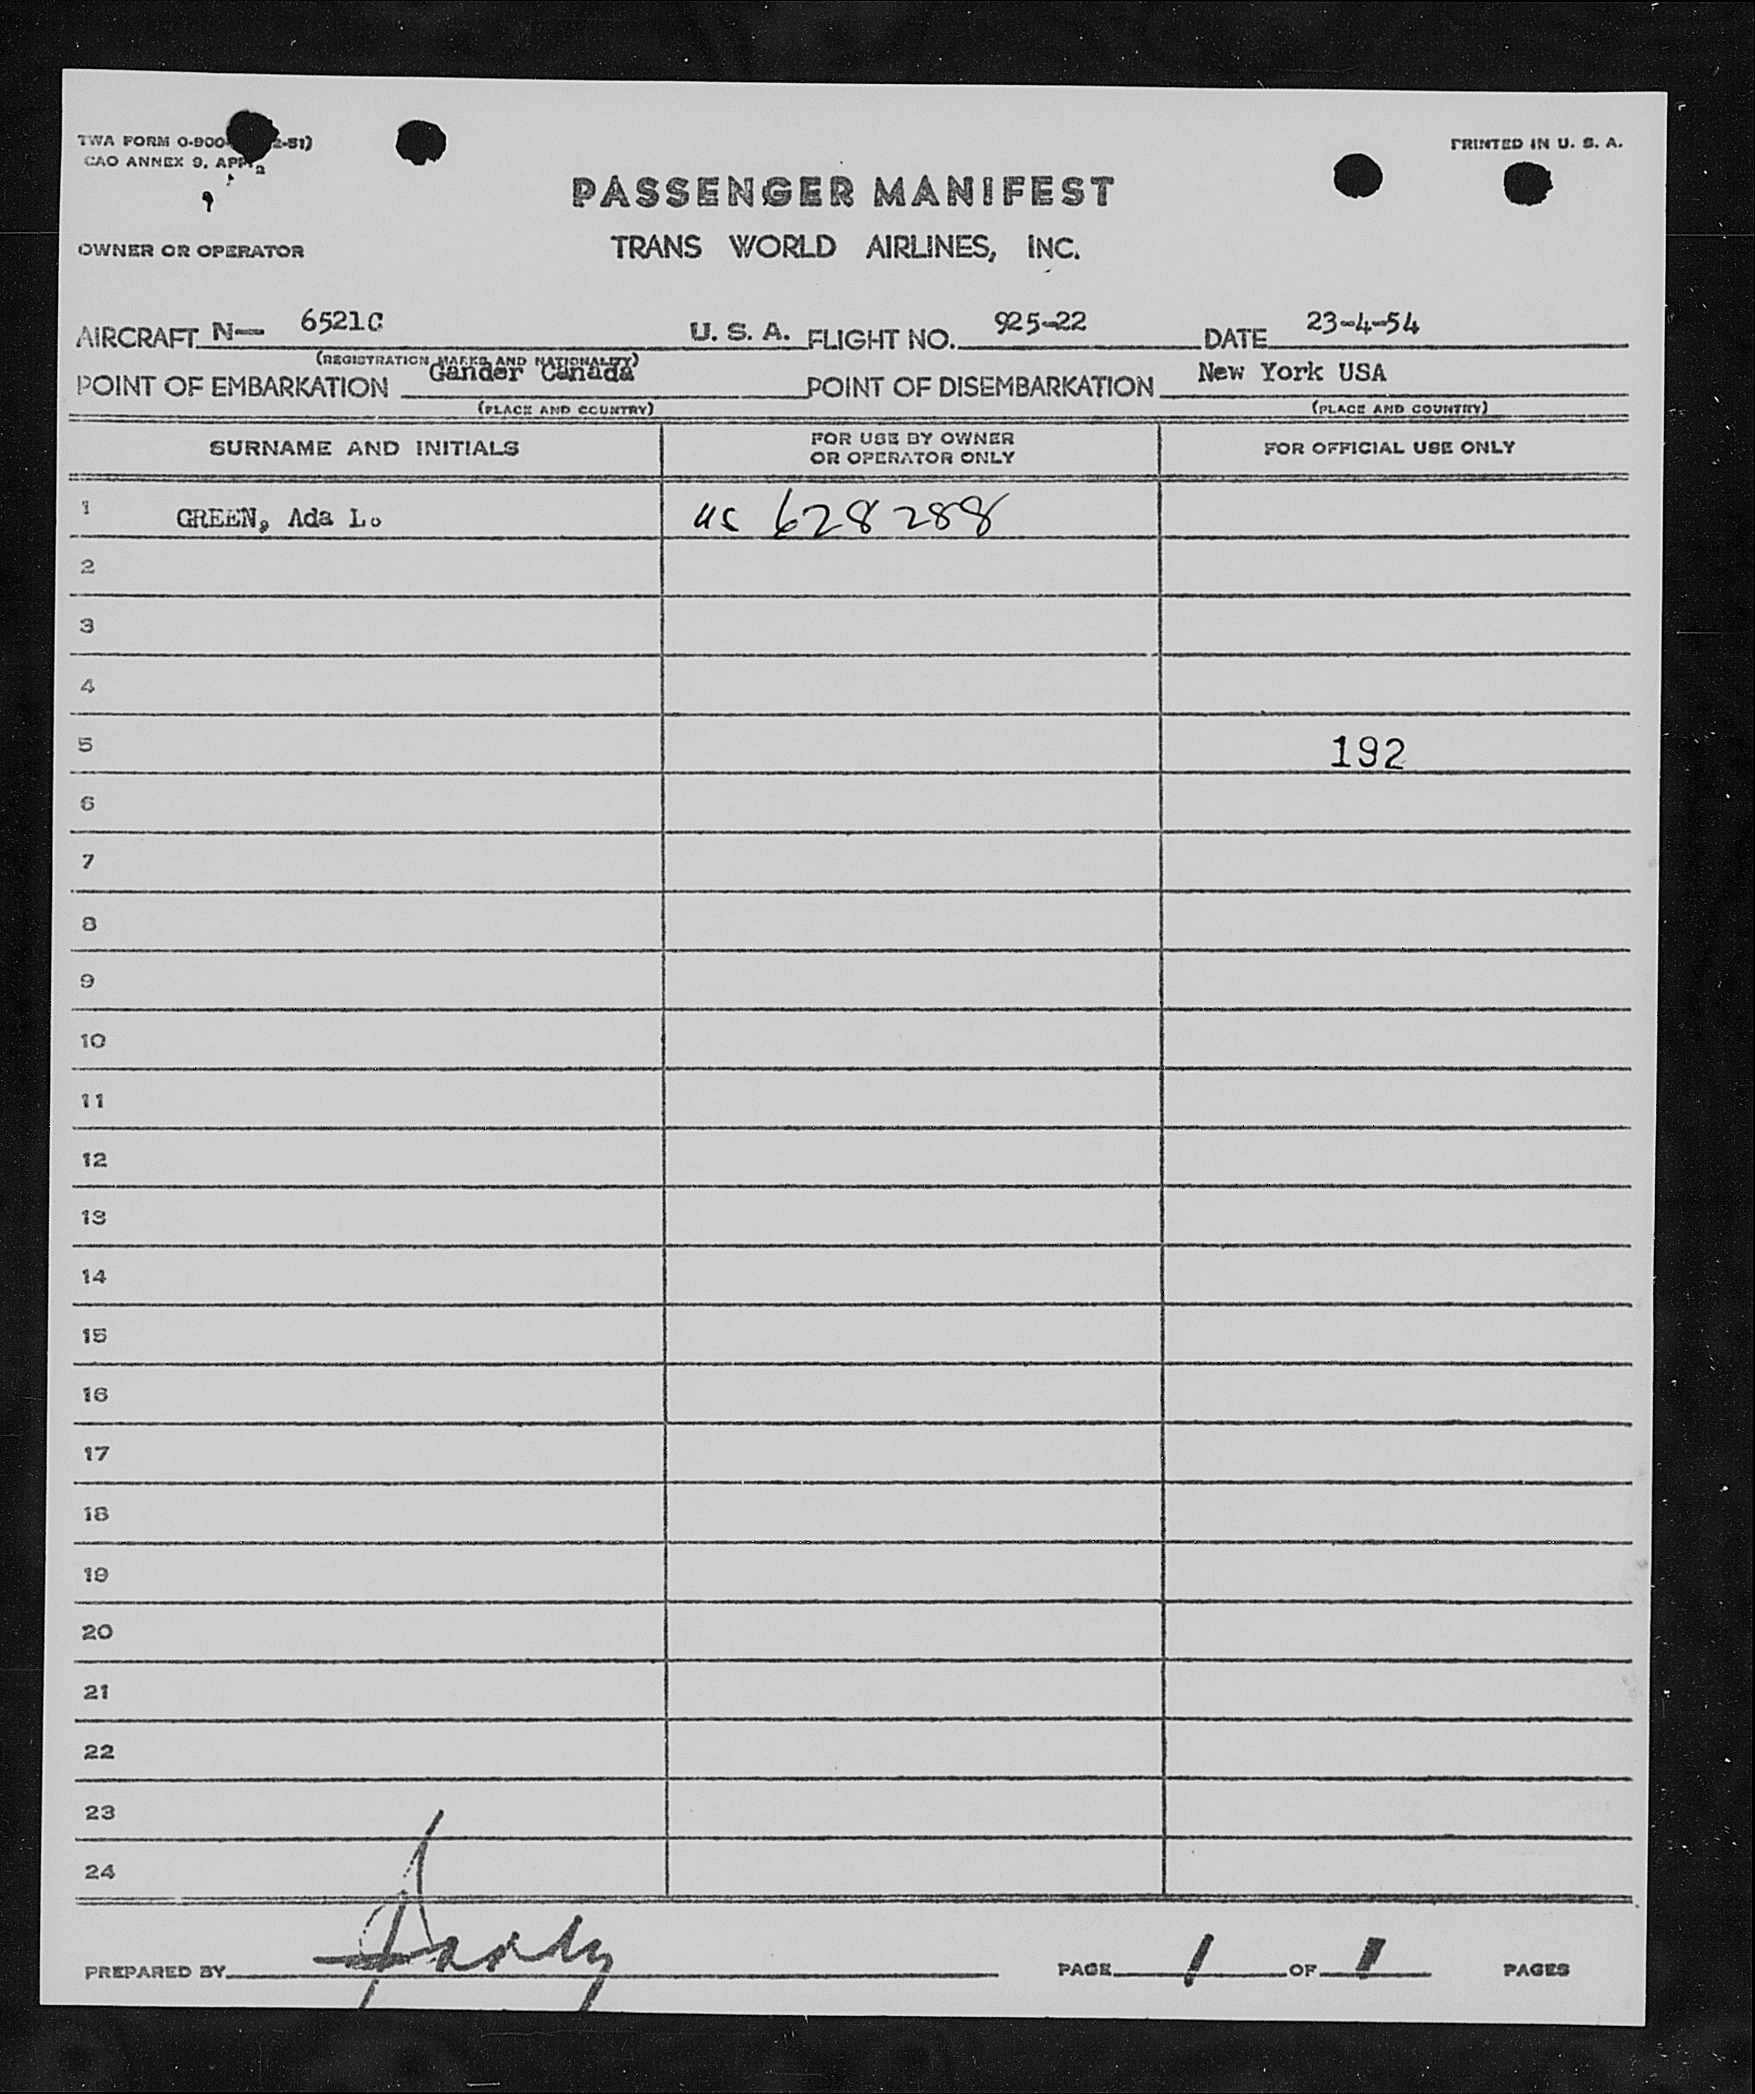 TWA FORM O-900 2-51)
PRINTED IN U. S. A.
CAO ANNEX 9, APP. 2
PASSENGER MANIFEST
OWNER OR OPERATOR
TRANS WORLD AIRLINES, INC.
AIRCRAFT N— 6521C U. S. A. FLIGHT NO. 925-22 DATE 23-4-54
(REGISTRATION MARKS AND NATIONALITY)
POINT OF EMBARKATION Gander Canada POINT OF DISEMBARKATION New York USA
(PLACE AND COUNTRY) (PLACE AND COUNTRY)
SURNAME AND INITIALS FOR USE BY OWNER OR OPERATOR ONLY FOR OFFICIAL USE ONLY
1 GREEN, Ada L. us 628288
2
3
4
5 192
6
7
8
9
10
11
12
13
14
15
16
17
18
19
20
21
22
23
24
PREPARED BY PAGE 1 OF 1 PAGES